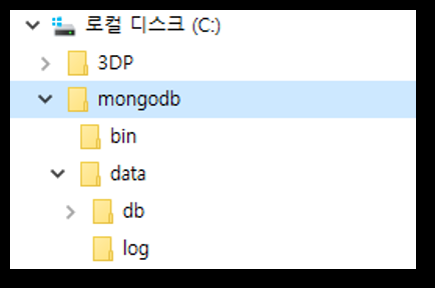 로컬 디스크 (C:)
3DP
mongodb
bin
data
db
log